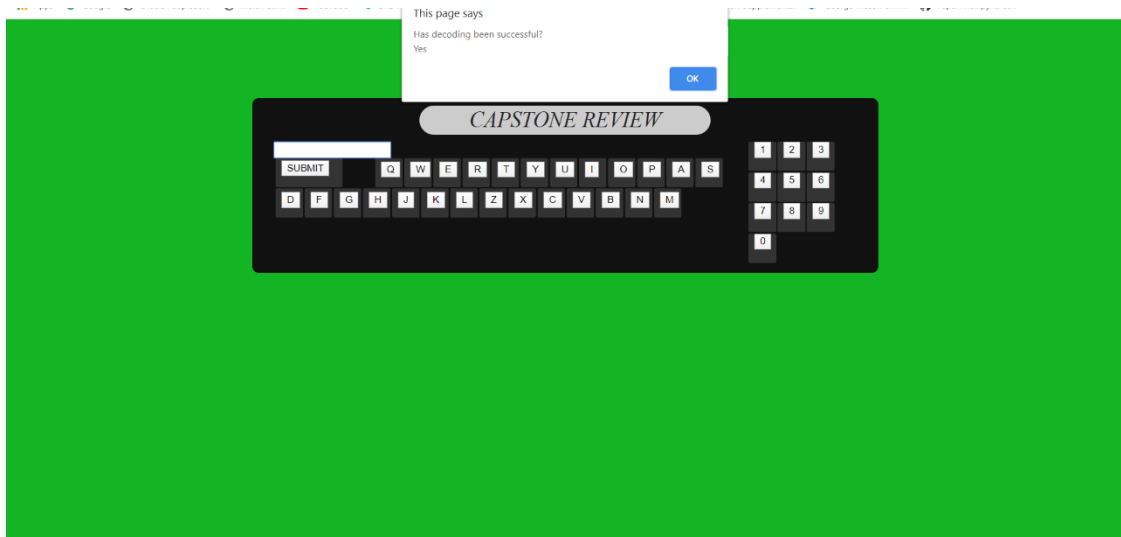 This page says
Has decoding been successful?
Yes
OK
CAPSTONE REVIEW
1 2 3
SUBMIT Q W E R T Y U I O P A S
4 5 6
D F G H J K L Z X C V B N M
7 8 9
0